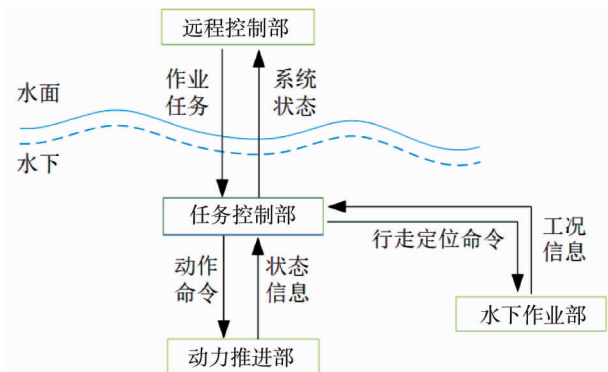 远程控制部
作业
任务
系统
状态
水面
水下
任务控制部
行走定位命令
工况
信息
动作
命令
状态
信息
水下作业部
动力推进部